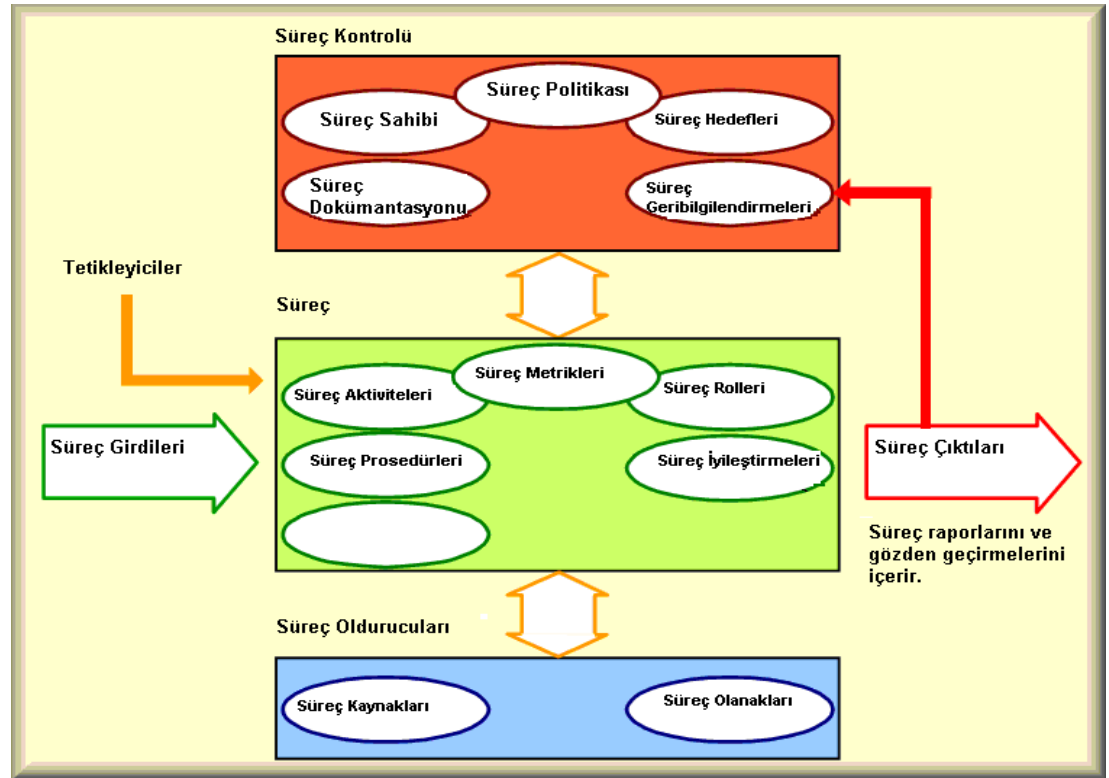 Süreç Kontrolü
Süreç Politikası
Süreç Sahibi
Süreç Hedefleri
Süreç
Dokümantasyonu
Süreç
Geribilgilendirmeleri
Tetikleyiciler
Süreç
Süreç Metrikleri
Süreç Aktiviteleri
Süreç Rolleri
Süreç Girdileri
Süreç Prosedürleri
Süreç İyileştirmeleri
Süreç Çıktıları
Süreç raporlarını ve
gözden geçirmelerini
içerir.
Süreç Oldurucuları
Süreç Kaynakları
Süreç Olanakları